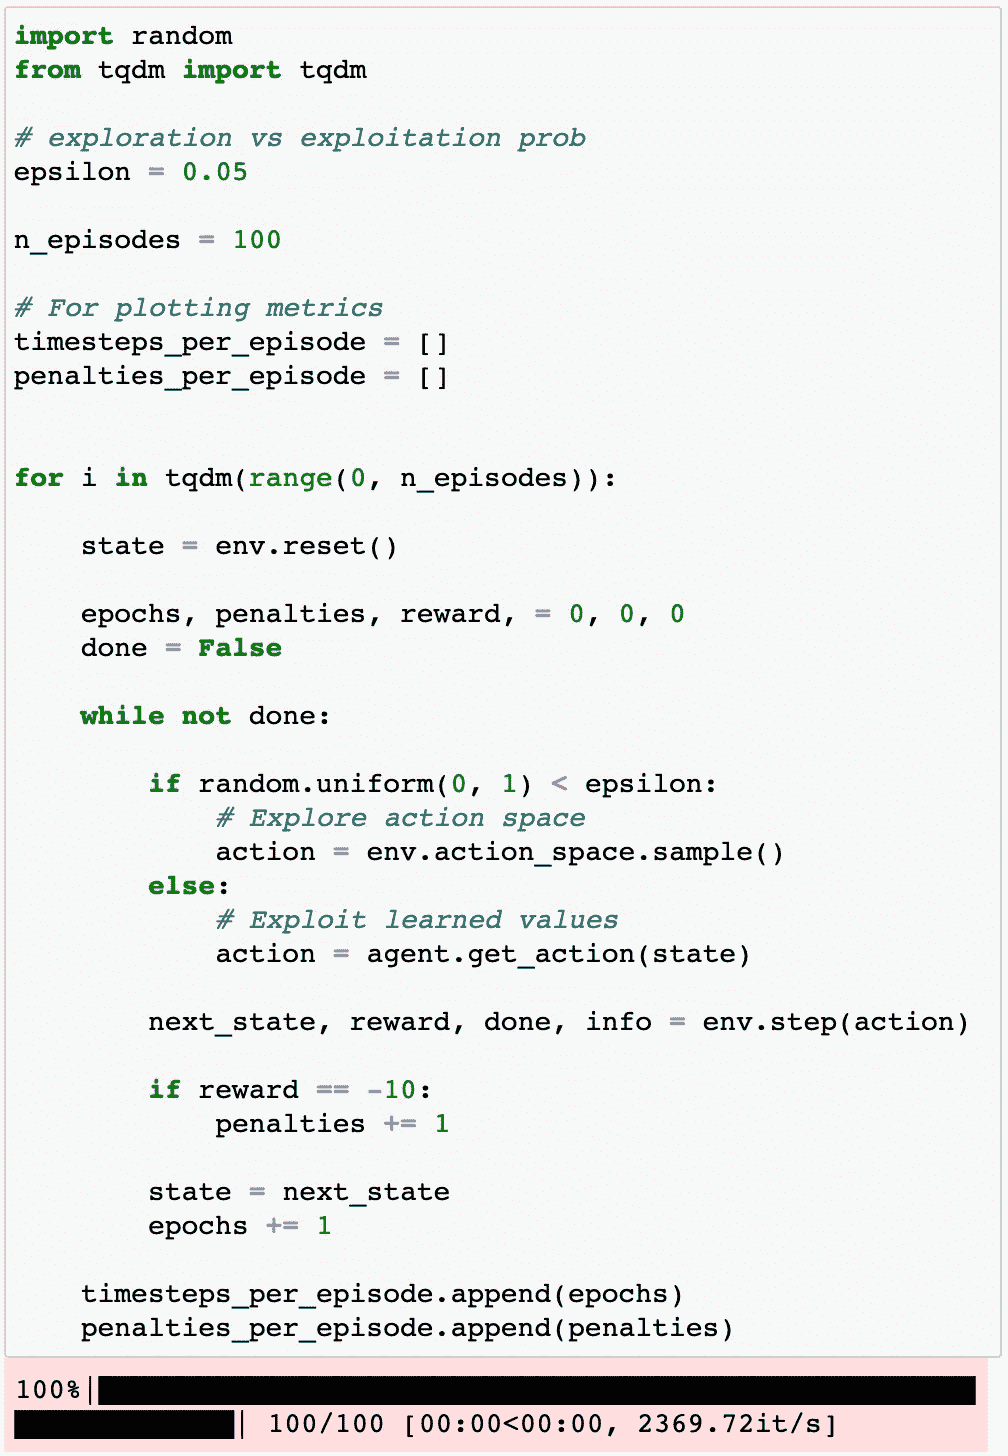 import random
from tqdm import tqdm
# exploration vs exploitation prob
epsilon = 0.05
n_episodes = 100
# For plotting metrics
timesteps_per_episode = []
penalties_per_episode = []
for i in tqdm(range(0, n_episodes)):
    state = env.reset()
    epochs, penalties, reward, = 0, 0, 0
    done = False
    while not done:
        if random.uniform(0, 1) < epsilon:
            # Explore action space
            action = env.action_space.sample()
        else:
            # Exploit learned values
            action = agent.get_action(state)
        next_state, reward, done, info = env.step(action)
        if reward == -10:
            penalties += 1
        state = next_state
        epochs += 1
    timesteps_per_episode.append(epochs)
    penalties_per_episode.append(penalties)
100%|
| 100/100 [00:00<00:00, 2369.72it/s]